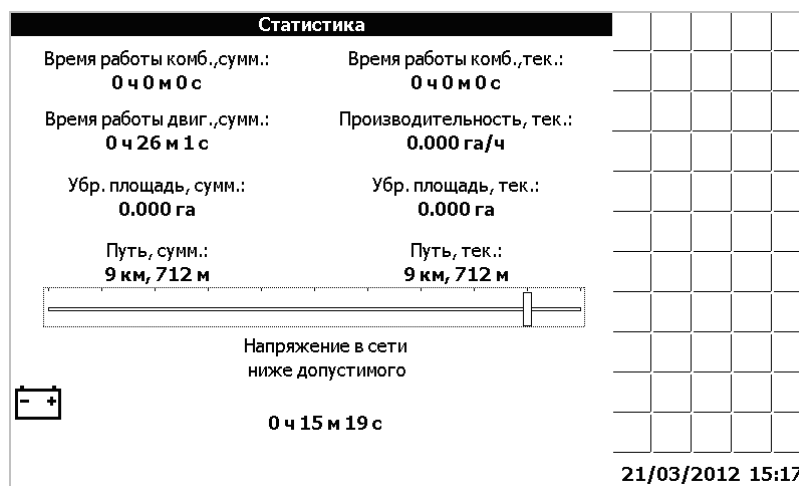 Статистика
Время работы комб.,сумм.: Время работы комб.,тек.:
0 ч 0 м 0 с 0 ч 0 м 0 с
Время работы двиг.,сумм.: Производительность, тек.:
0 ч 26 м 1 с 0.000 га/ч
Убр. площадь, сумм.: Убр. площадь, тек.:
0.000 га 0.000 га
Путь, сумм.: Путь, тек.:
9 км, 712 м 9 км, 712 м
Напряжение в сети
ниже допустимого
0 ч 15 м 19 с
21/03/2012 15:17